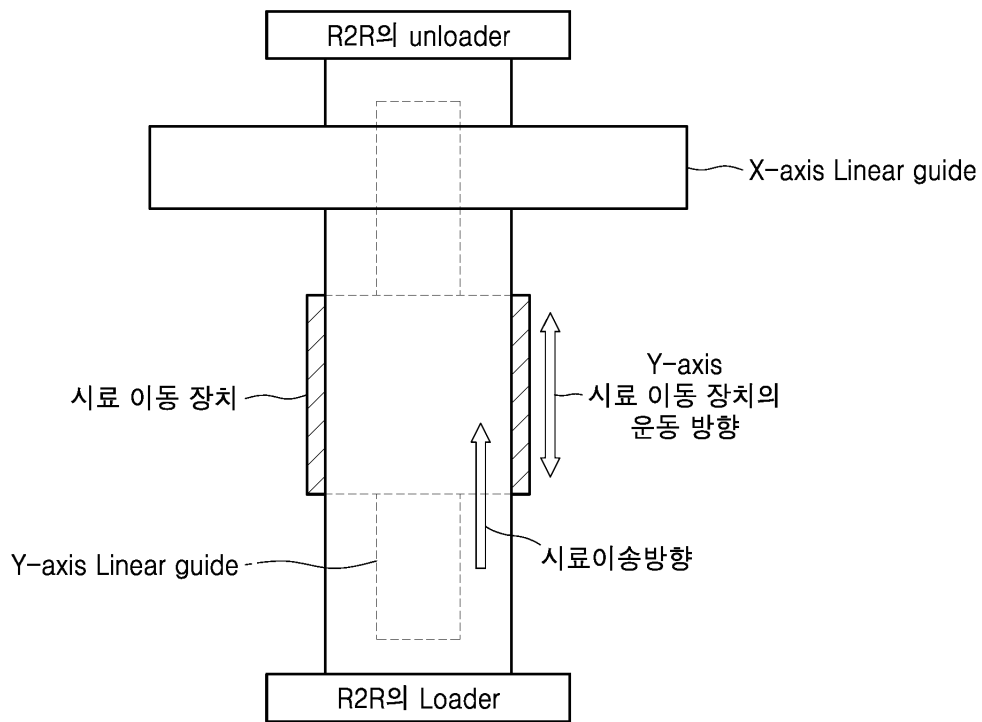 R2R의 unloader
X-axis Linear guide
시료 이동 장치
Y-axis
시료 이동 장치의
운동 방향
Y-axis Linear guide
시료이송방향
R2R의 Loader